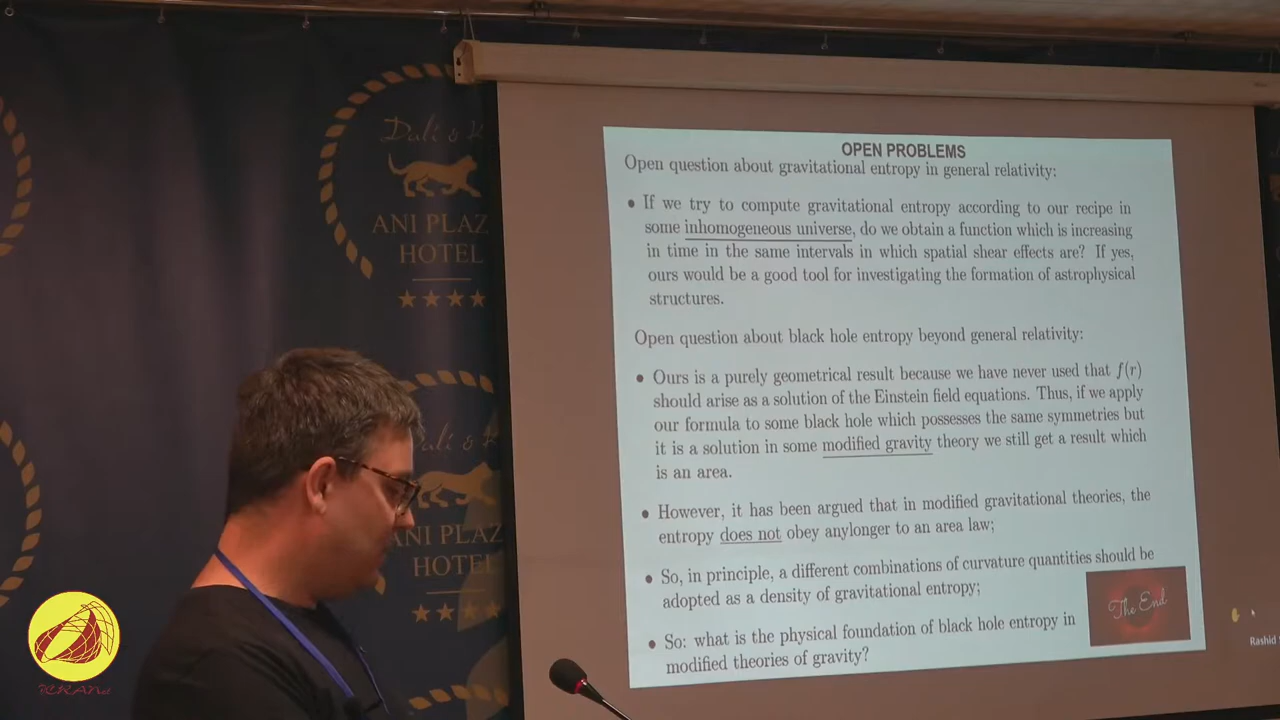 Dalí &
ANI PLAZ
HOTEL
OPEN PROBLEMS
Open question about gravitational entropy in general relativity:
• If we try to compute gravitational entropy according to our recipe in
some inhomogeneous universe, do we obtain a function which is increasing
in time in the same intervals in which spatial shear effects are? If yes,
ours would be a good tool for investigating the formation of astrophysical
structures.
Open question about black hole entropy beyond general relativity:
• Ours is a purely geometrical result because we have never used that f(r)
should arise as a solution of the Einstein field equations. Thus, if we apply
our formula to some black hole which possesses the same symmetries but
it is a solution in some modified gravity theory we still get a result which
is an area.
• However, it has been argued that in modified gravitational theories, the
entropy does not obey anylonger to an area law;
• So, in principle, a different combinations of curvature quantities should be
adopted as a density of gravitational entropy;
• So: what is the physical foundation of black hole entropy in
modified theories of gravity?
The End
Rashid
alí &
ANI PLAZ
HOTEL
ICRANet